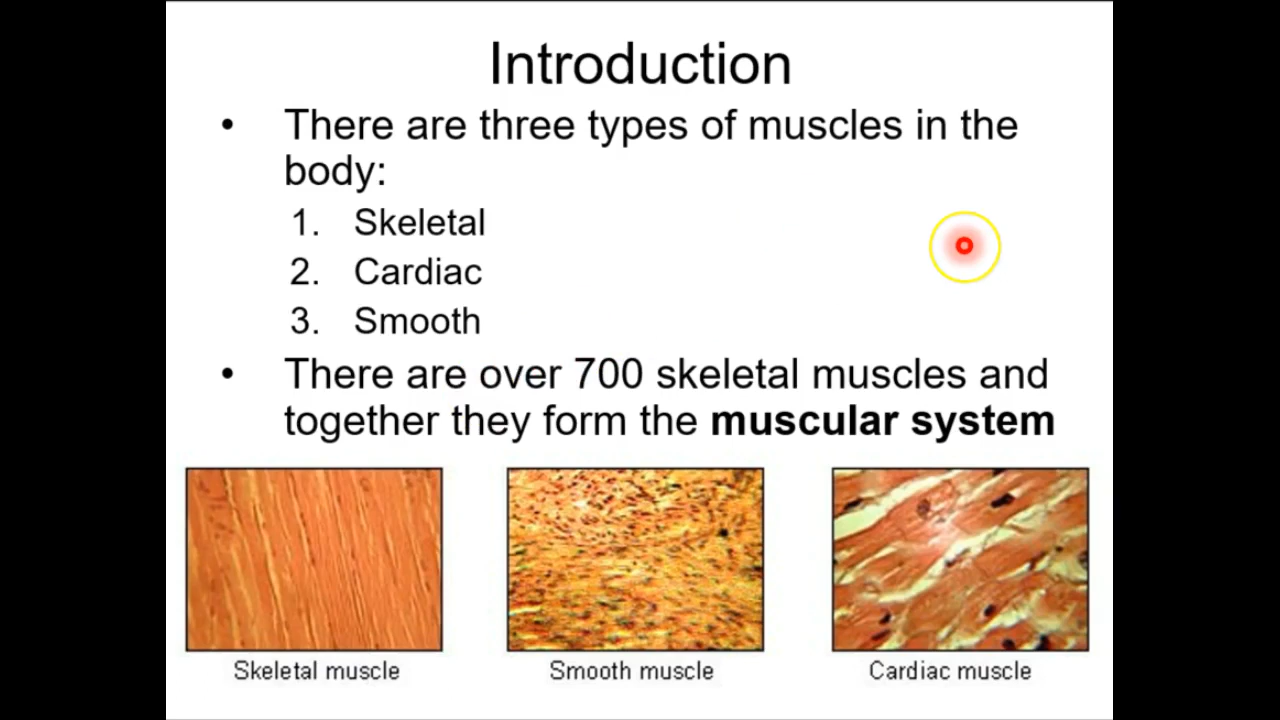 Introduction
• There are three types of muscles in the
body:
1. Skeletal
2. Cardiac
3. Smooth
• There are over 700 skeletal muscles and
together they form the muscular system
Skeletal muscle
Smooth muscle
Cardiac muscle